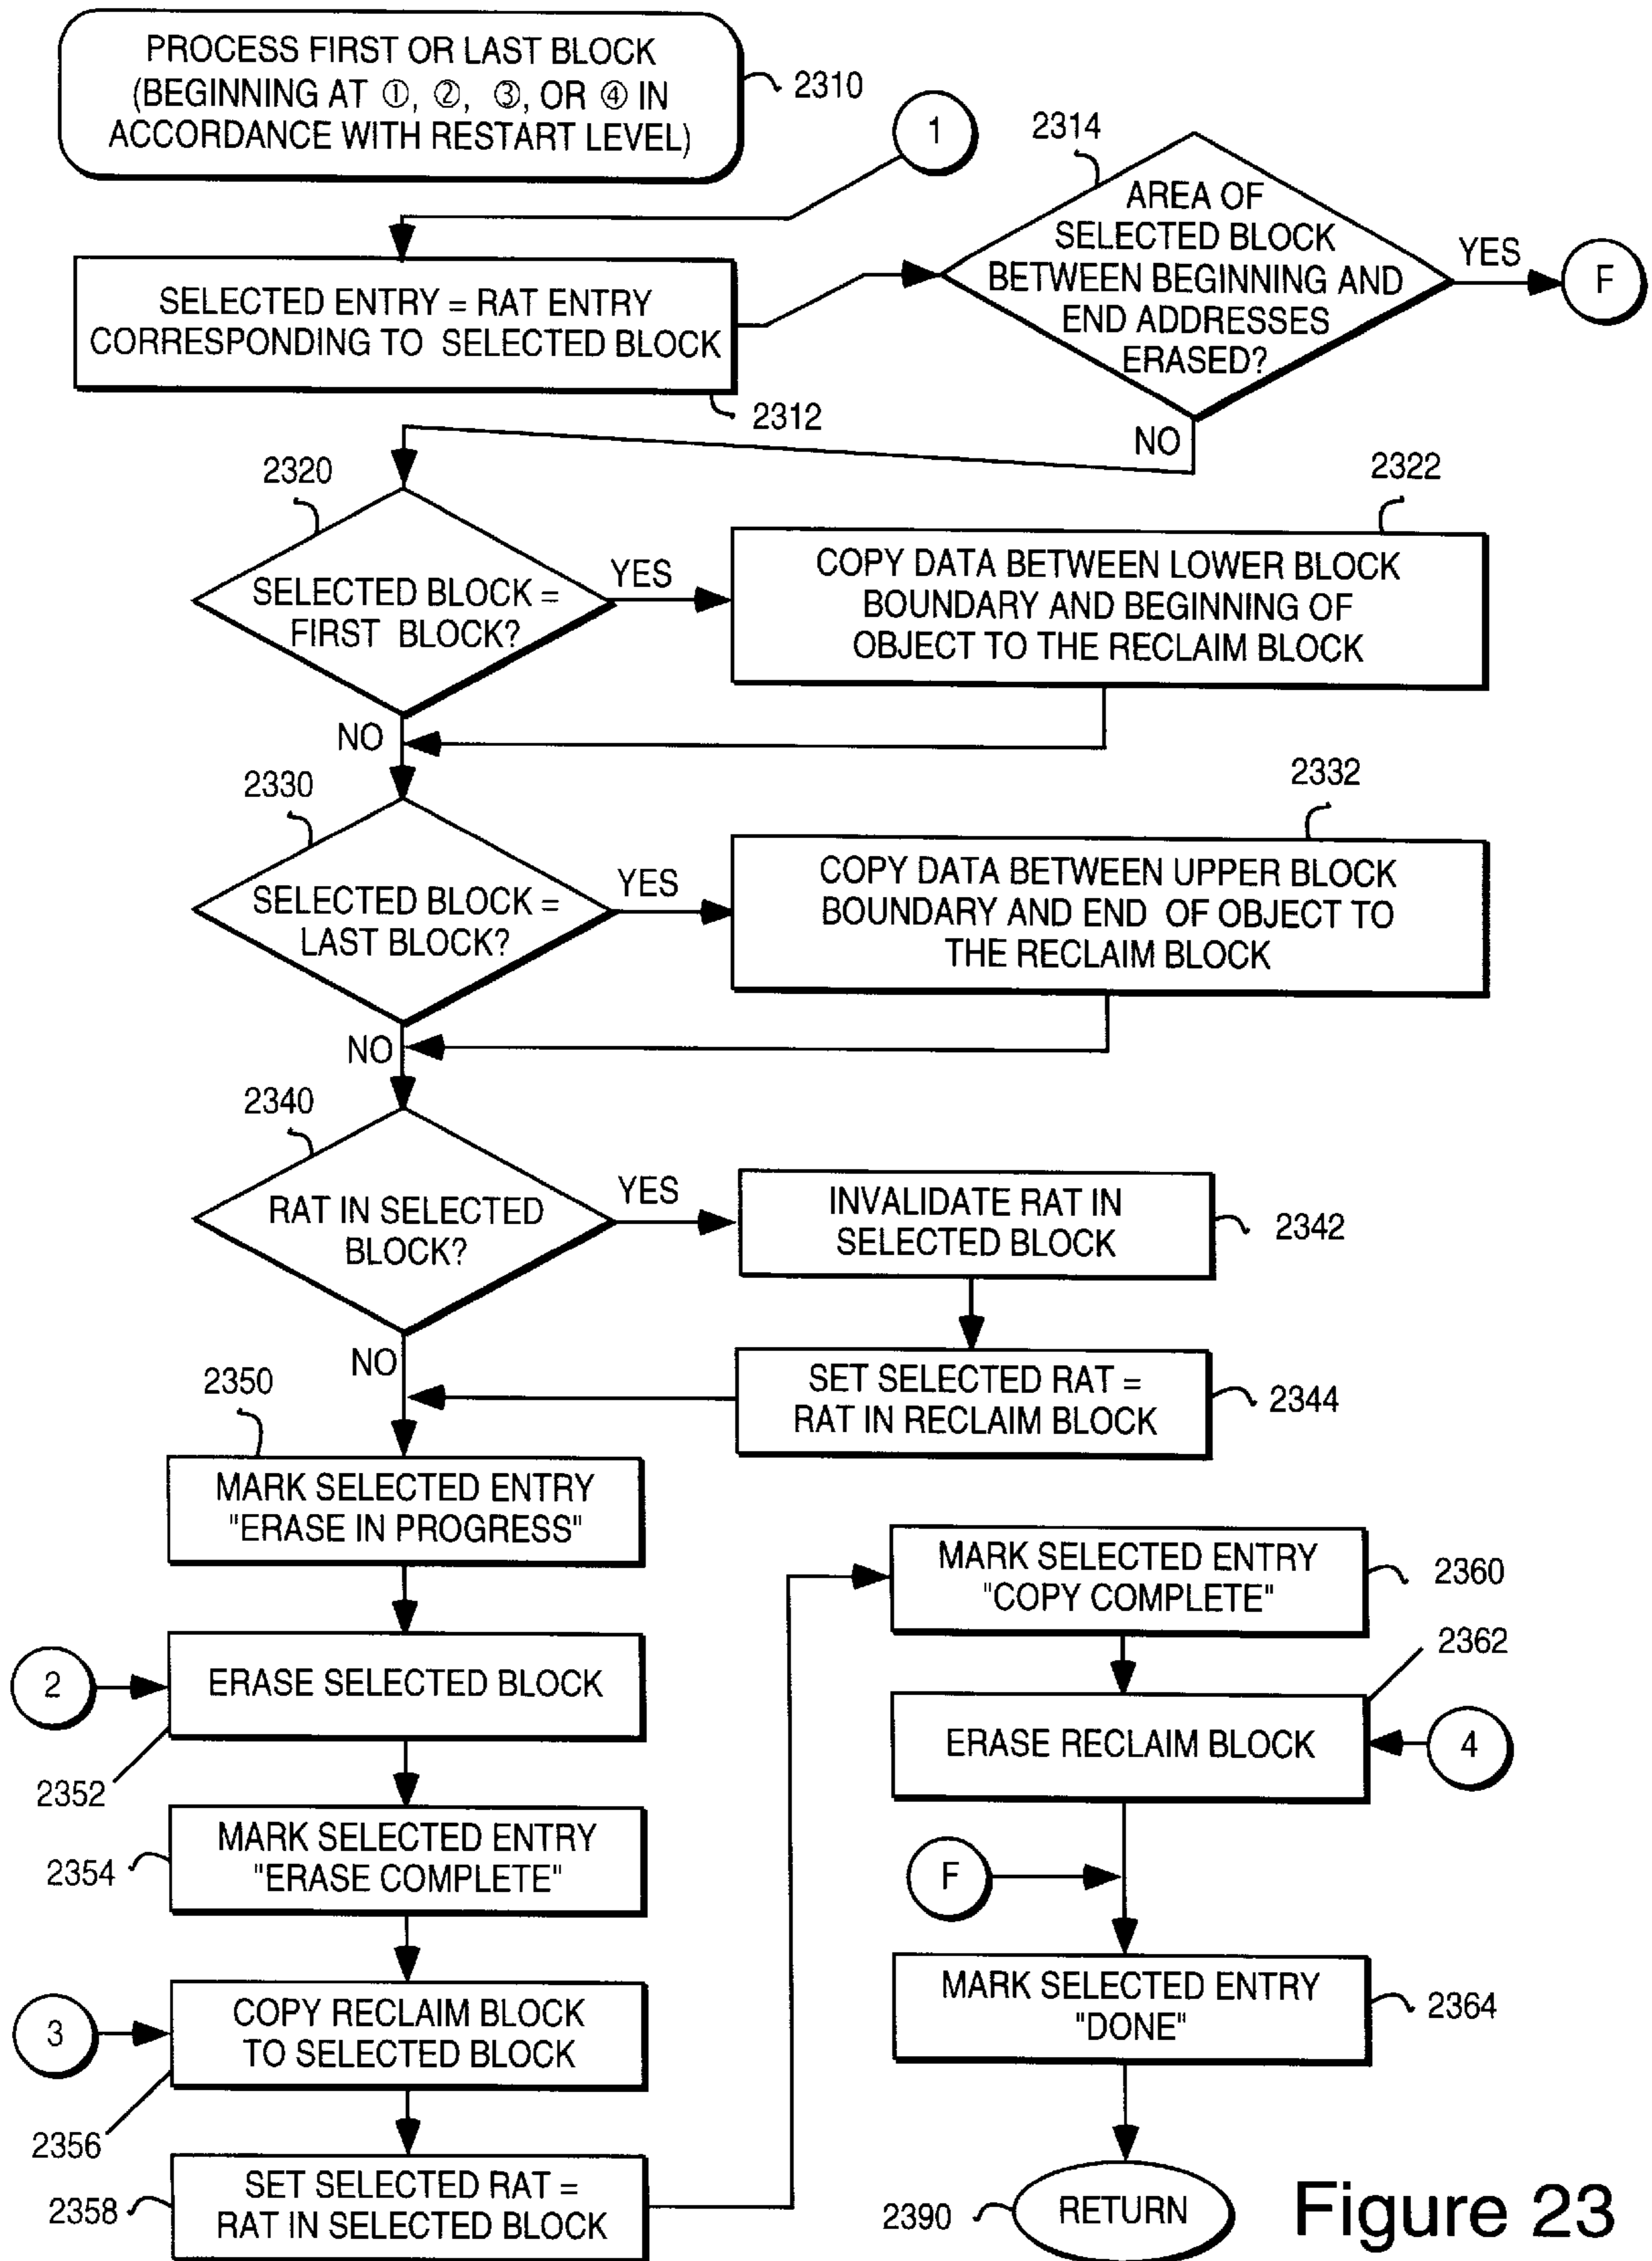 PROCESS FIRST OR LAST BLOCK
(BEGINNING AT ①, ②, ③, OR ④ IN
ACCORDANCE WITH RESTART LEVEL)
2310
1
2314
AREA OF
SELECTED BLOCK
BETWEEN BEGINNING AND
END ADDRESSES
ERASED?
YES
F
SELECTED ENTRY = RAT ENTRY
CORRESPONDING TO SELECTED BLOCK
2312
NO
2320
SELECTED BLOCK =
FIRST BLOCK?
YES
2322
COPY DATA BETWEEN LOWER BLOCK
BOUNDARY AND BEGINNING OF
OBJECT TO THE RECLAIM BLOCK
NO
2330
SELECTED BLOCK =
LAST BLOCK?
YES
2332
COPY DATA BETWEEN UPPER BLOCK
BOUNDARY AND END OF OBJECT TO
THE RECLAIM BLOCK
NO
2340
RAT IN SELECTED
BLOCK?
YES
INVALIDATE RAT IN
SELECTED BLOCK
2342
NO
SET SELECTED RAT =
RAT IN RECLAIM BLOCK
2344
2350
MARK SELECTED ENTRY
"ERASE IN PROGRESS"
2
ERASE SELECTED BLOCK
2352
MARK SELECTED ENTRY
"ERASE COMPLETE"
2354
3
COPY RECLAIM BLOCK
TO SELECTED BLOCK
2356
SET SELECTED RAT =
RAT IN SELECTED BLOCK
2358
MARK SELECTED ENTRY
"COPY COMPLETE"
2360
2362
ERASE RECLAIM BLOCK
4
F
MARK SELECTED ENTRY
"DONE"
2364
2390
RETURN
Figure 23